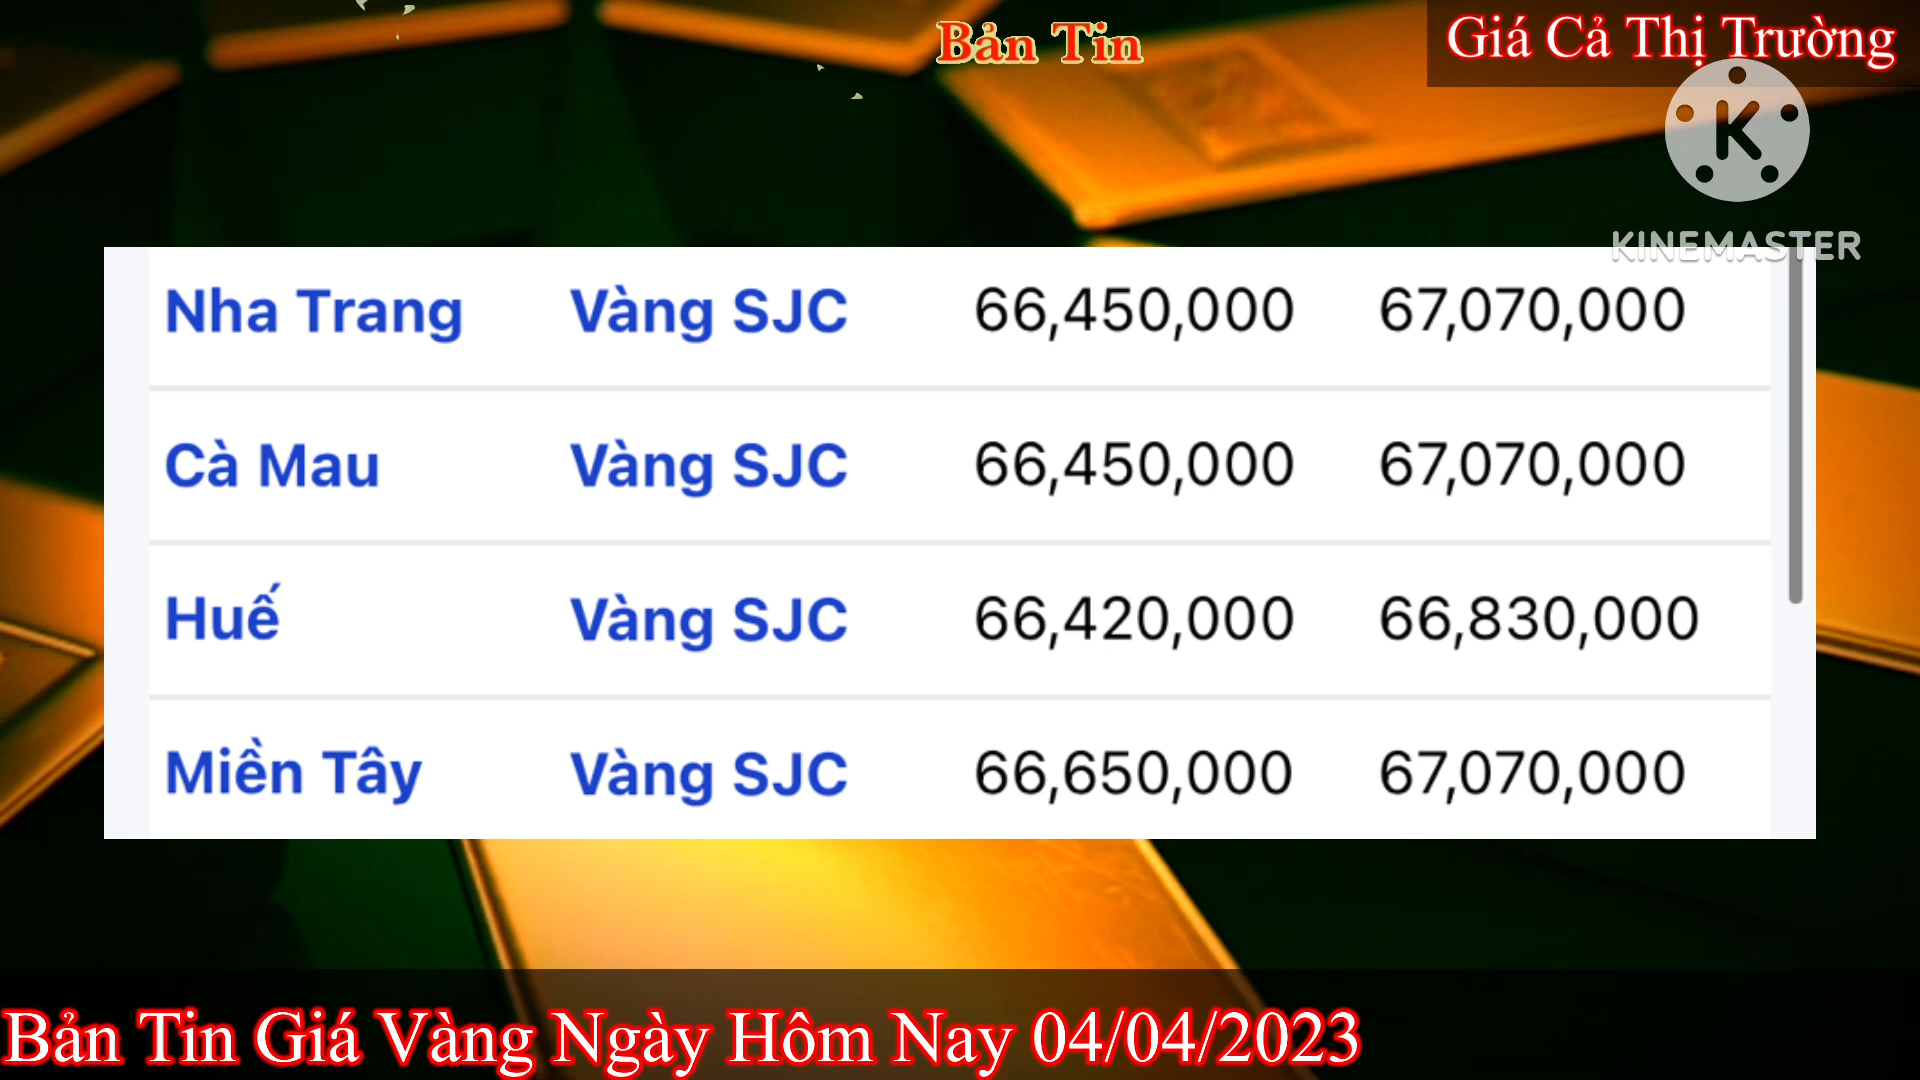 Bản Tin
Giá Cả Thị Trường
K
KINEMASTER
Nha Trang Vàng SJC 66,450,000 67,070,000
Cà Mau Vàng SJC 66,450,000 67,070,000
Huế Vàng SJC 66,420,000 66,830,000
Miền Tây Vàng SJC 66,650,000 67,070,000
Bản Tin Giá Vàng Ngày Hôm Nay 04/04/2023